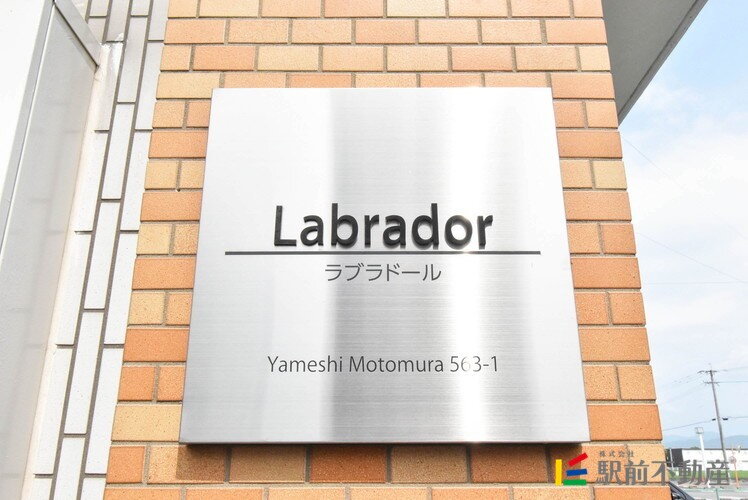 Labrador
ラブラドール
Yameshi Motomura 563-1
株式会社
駅前不動産